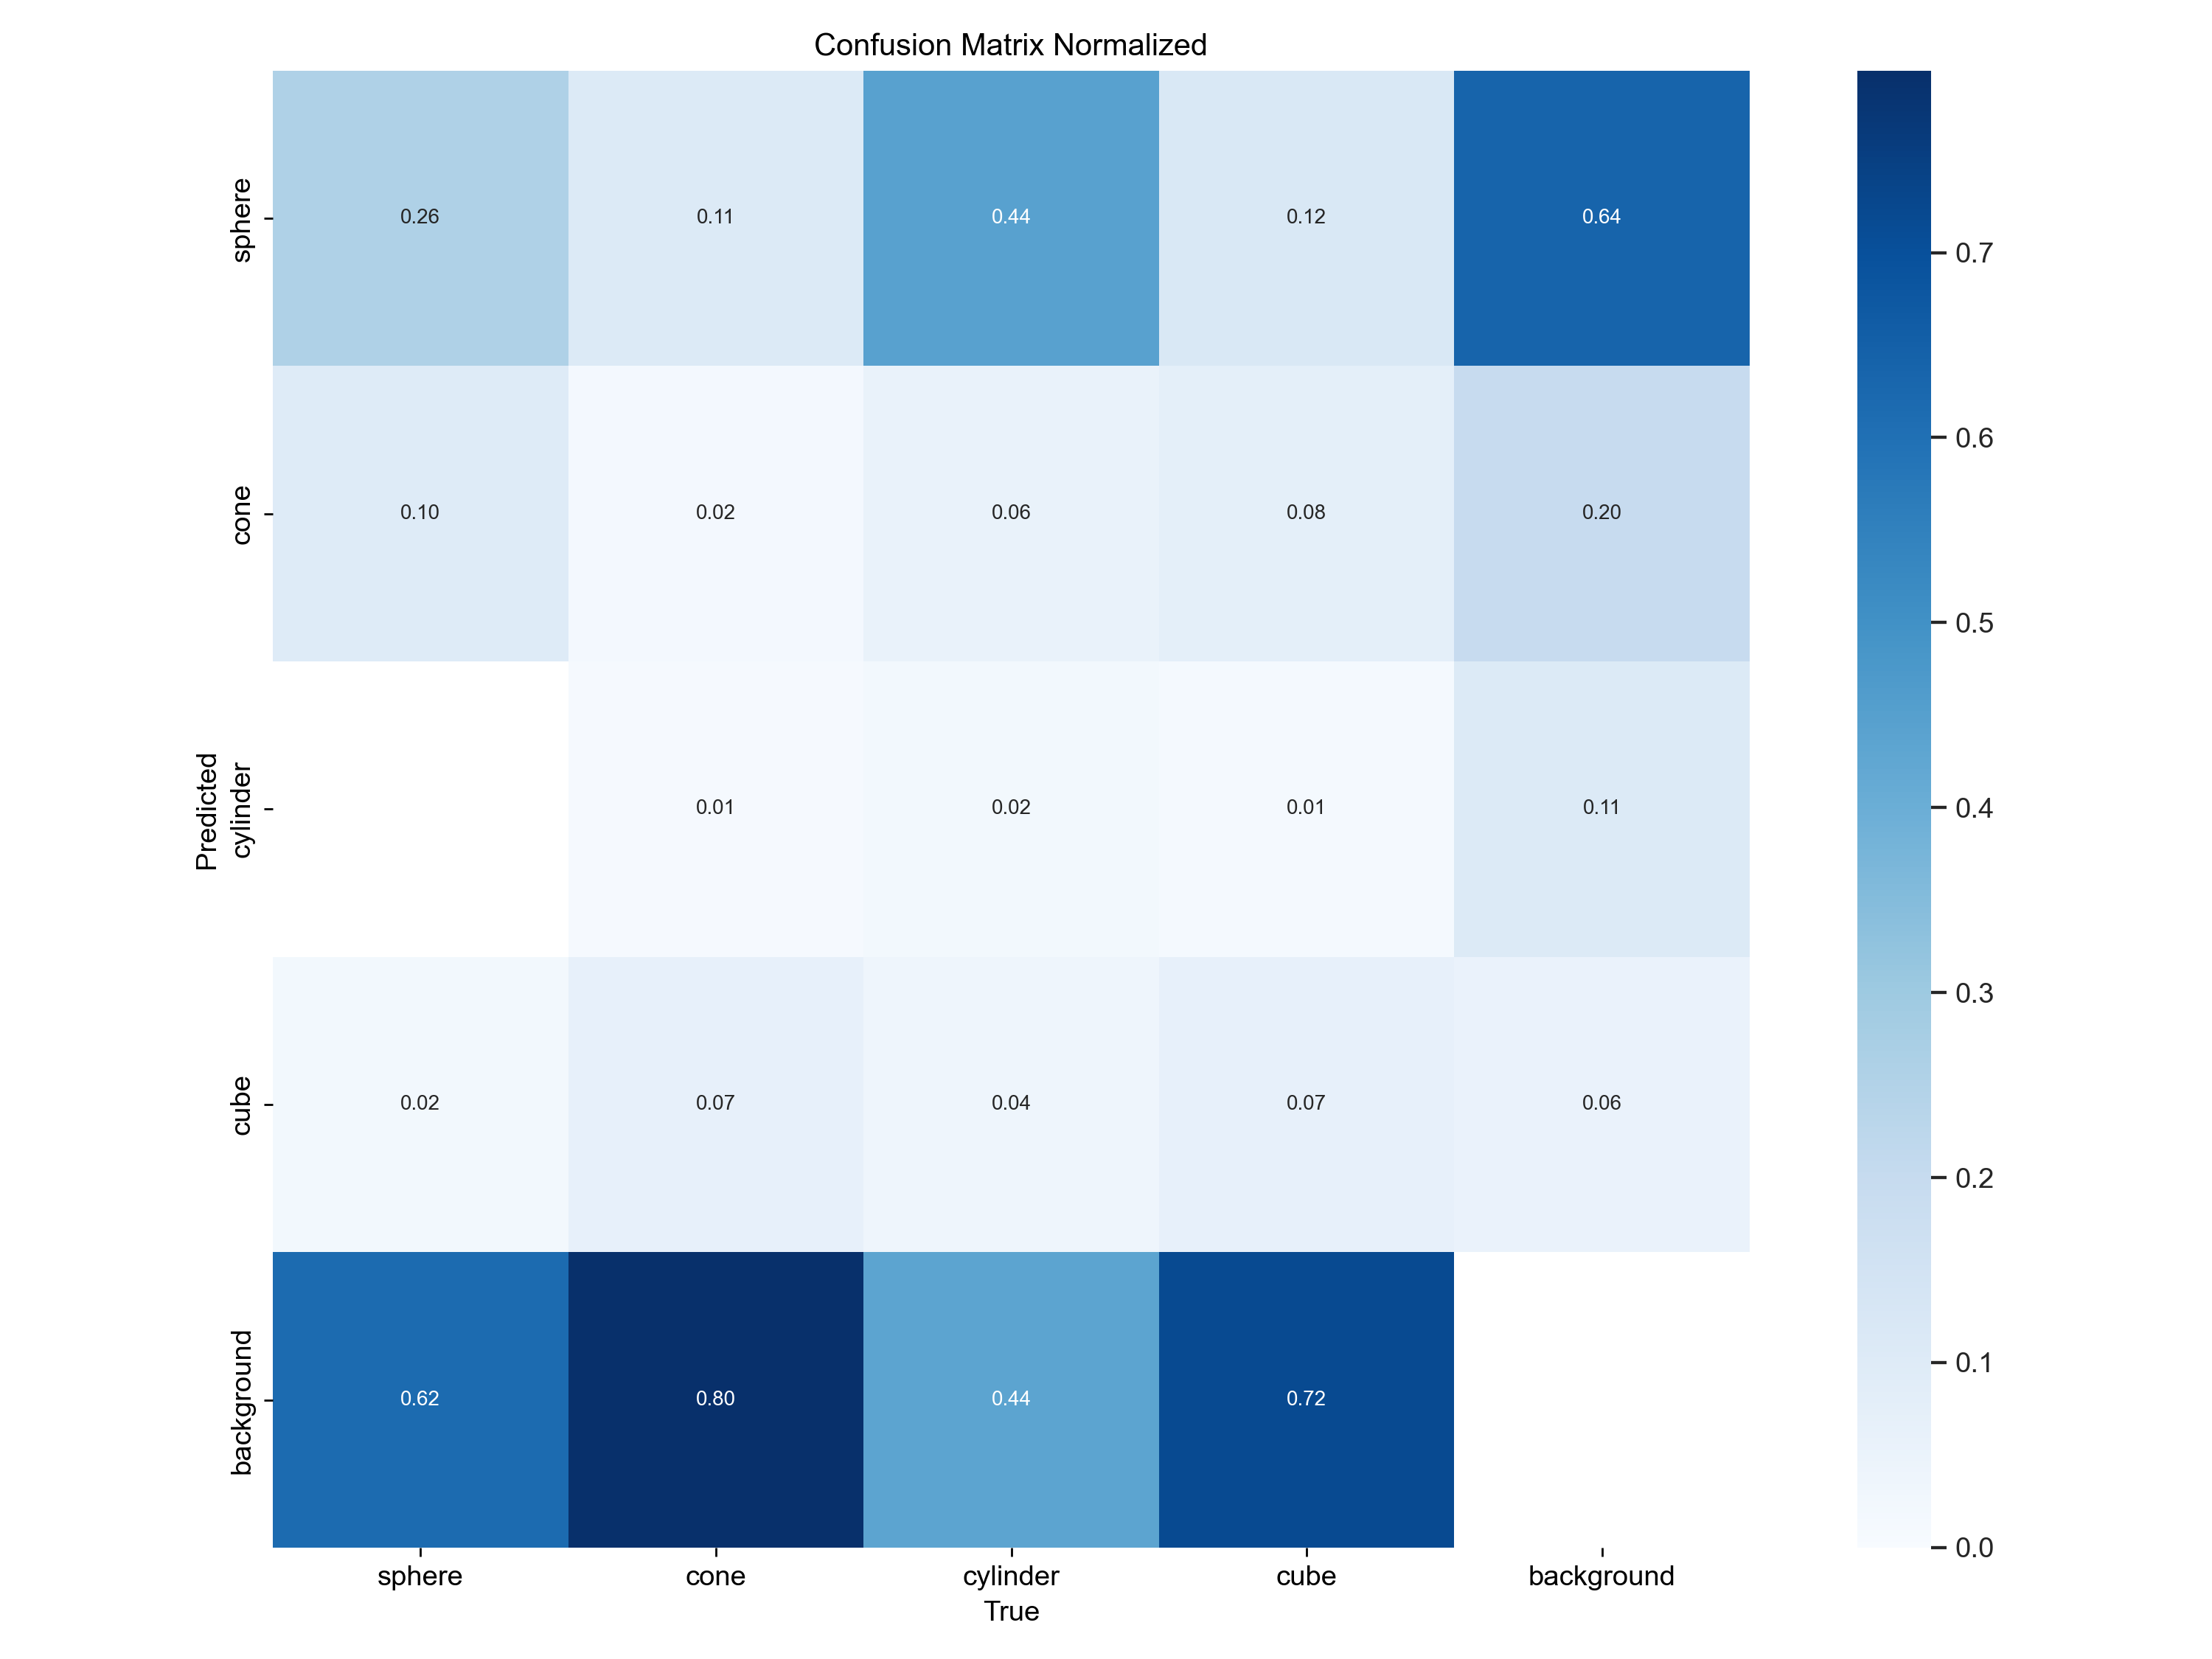 Confusion Matrix Normalized
sphere 0.26 0.11 0.44 0.12 0.64
cone 0.10 0.02 0.06 0.08 0.20
cylinder 0.01 0.02 0.01 0.11
cube 0.02 0.07 0.04 0.07 0.06
background 0.62 0.80 0.44 0.72
Predicted
sphere cone cylinder cube background
True
0.7
0.6
0.5
0.4
0.3
0.2
0.1
0.0